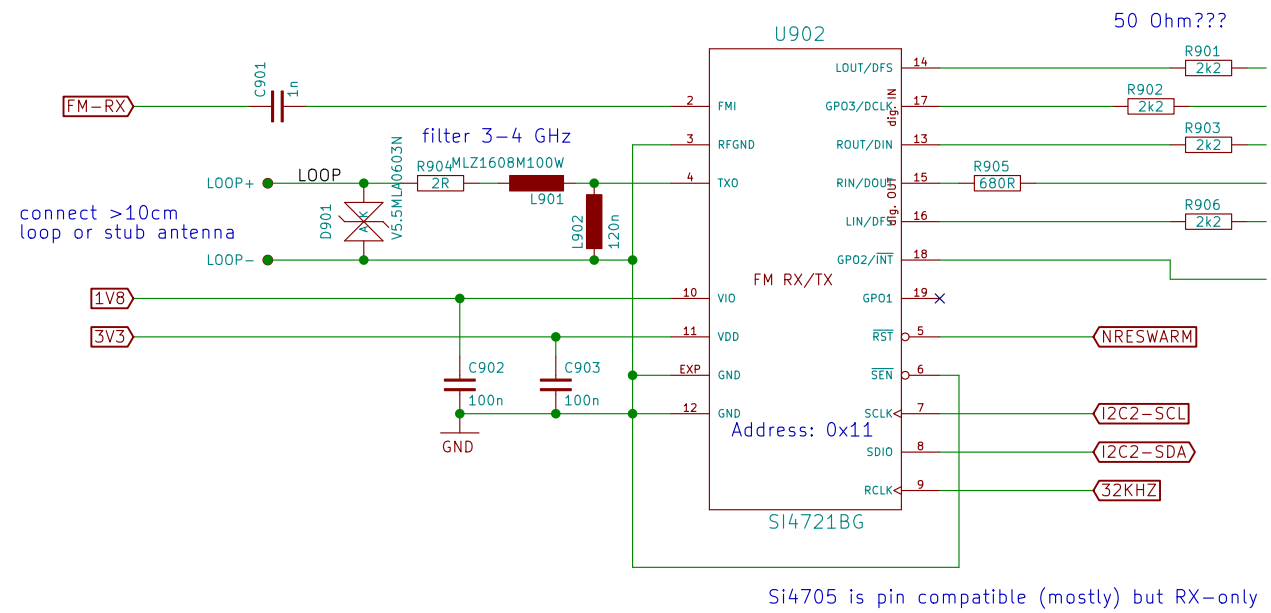 50 Ohm???
U902
C901
1n
FM-RX
2
FMI
3
RFGND
filter 3-4 GHz
MLZ1608M100W
R904
2R
L901
LOOP
LOOP+
4
TXO
connect >10cm
loop or stub antenna
D901
A
K
V5.5MLA0603N
L902
120n
LOOP-
1V8
10
VIO
3V3
11
VDD
C902
100n
C903
100n
EXP
GND
12
GND
GND
FM RX/TX
Address: 0x11
LOUT/DFS
14
R901
2k2
GPO3/DCLK
17
R902
2k2
dig. IN
ROUT/DIN
13
R903
2k2
RIN/DOUT
15
R905
680R
dig. OUT
LIN/DFS
16
R906
2k2
GPO2/INT
18
GPO1
19
RST
5
NRESWARM
SEN
6
SCLK
7
I2C2-SCL
SDIO
8
I2C2-SDA
RCLK
9
32KHZ
SI4721BG
Si4705 is pin compatible (mostly) but RX-only